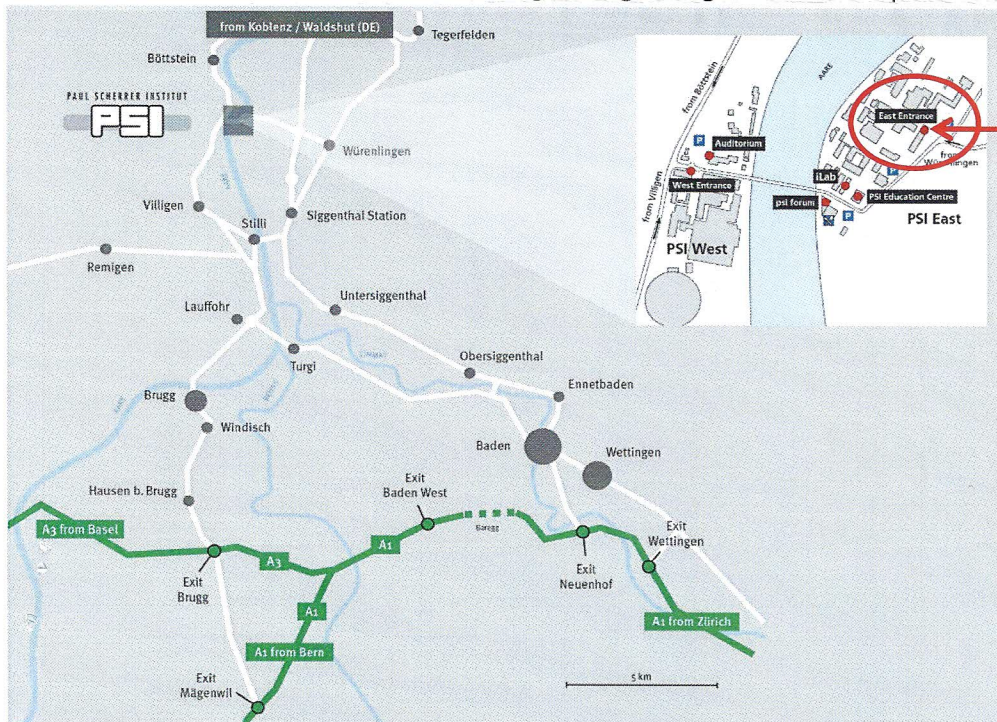 from Koblenz / Waldshut (DE)
Tegerfelden
Böttstein
PAUL SCHERRER INSTITUT
PSI
Würenlingen
Villigen
Siggenthal Station
Stilli
Remigen
Untersiggenthal
Lauffohr
Turgi
LIMMAT
Obersiggenthal
Ennetbaden
Brugg
AARE
REUSS
Windisch
Baden
Wettingen
Hausen b. Brugg
Exit
Baden West
A3 from Basel
A1
Baregg
Exit
Wettingen
A3
Exit
Brugg
Exit
Neuenhof
A1
A1 from Zürich
A1 from Bern
Exit
Mägenwil
5 km
from Böttstein
AARE
East Entrance
P
Auditorium
from
Würenlingen
P
West Entrance
iLab
PSI Education Centre
psi forum
P
PSI East
from Villigen
PSI West